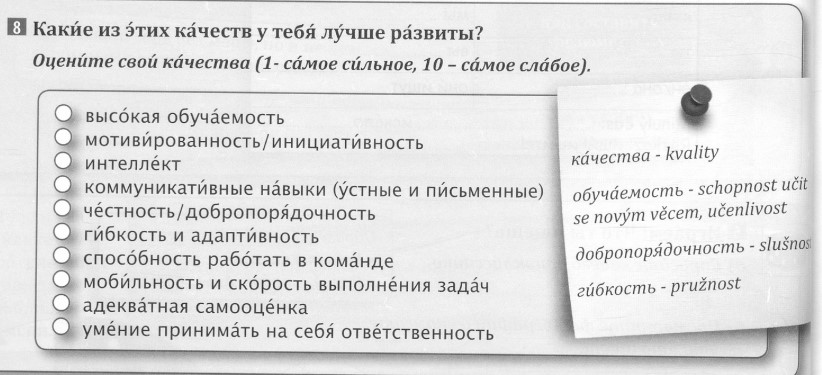 8 Каки́е из э́тих ка́честв у тебя́ лу́чше ра́звиты?
Оцени́те свои́ ка́чества (1- са́мое си́льное, 10 – са́мое сла́бое).
высо́кая обуча́емость
мотиви́рованность/инициати́вность
интелле́кт
коммуникати́вные на́выки (у́стные и пи́сьменные)
че́стность/добропоря́дочность
ги́бкость и адапти́вность
спосо́бность рабо́тать в кома́нде
моби́льность и ско́рость выполне́ния зада́ч
адеква́тная самооце́нка
уме́ние принима́ть на себя́ отве́тственность
ка́чества - kvality
обуча́емость - schopnost učit
se novým věcem, učenlivost
добропоря́дочность - slušnos
ги́бкость - pružnost